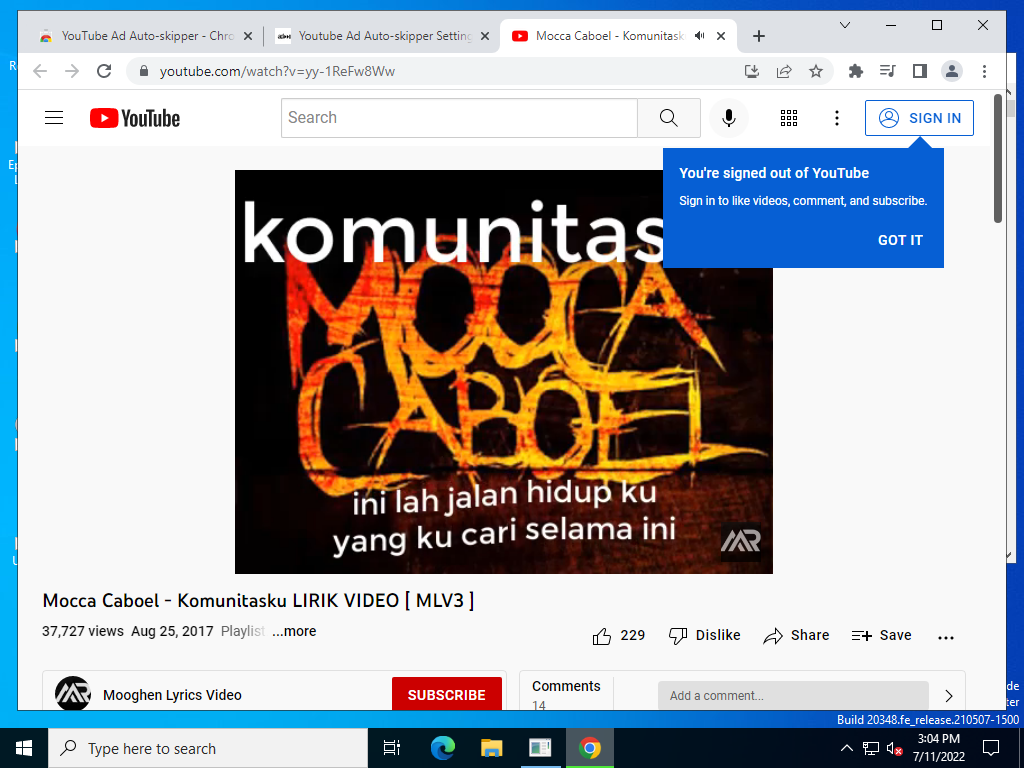 YouTube Ad Auto-skipper - Chro
Youtube Ad Auto-skipper Setting
Mocca Caboel - Komunitask
youtube.com/watch?v=yy-1ReFw8Ww
YouTube
Search
SIGN IN
You're signed out of YouTube
Sign in to like videos, comment, and subscribe.
GOT IT
komunitas
MOCCA
CABOEL
ini lah jalan hidup ku
yang ku cari selama ini
MR
Mocca Caboel - Komunitasku LIRIK VIDEO [ MLV3 ]
37,727 views Aug 25, 2017 Playlist ...more
229 Dislike Share Save
MR
Mooghen Lyrics Video
SUBSCRIBE
Comments
14
Add a comment...
Build 20348.fe_release.210507-1500
Type here to search
3:04 PM
7/11/2022